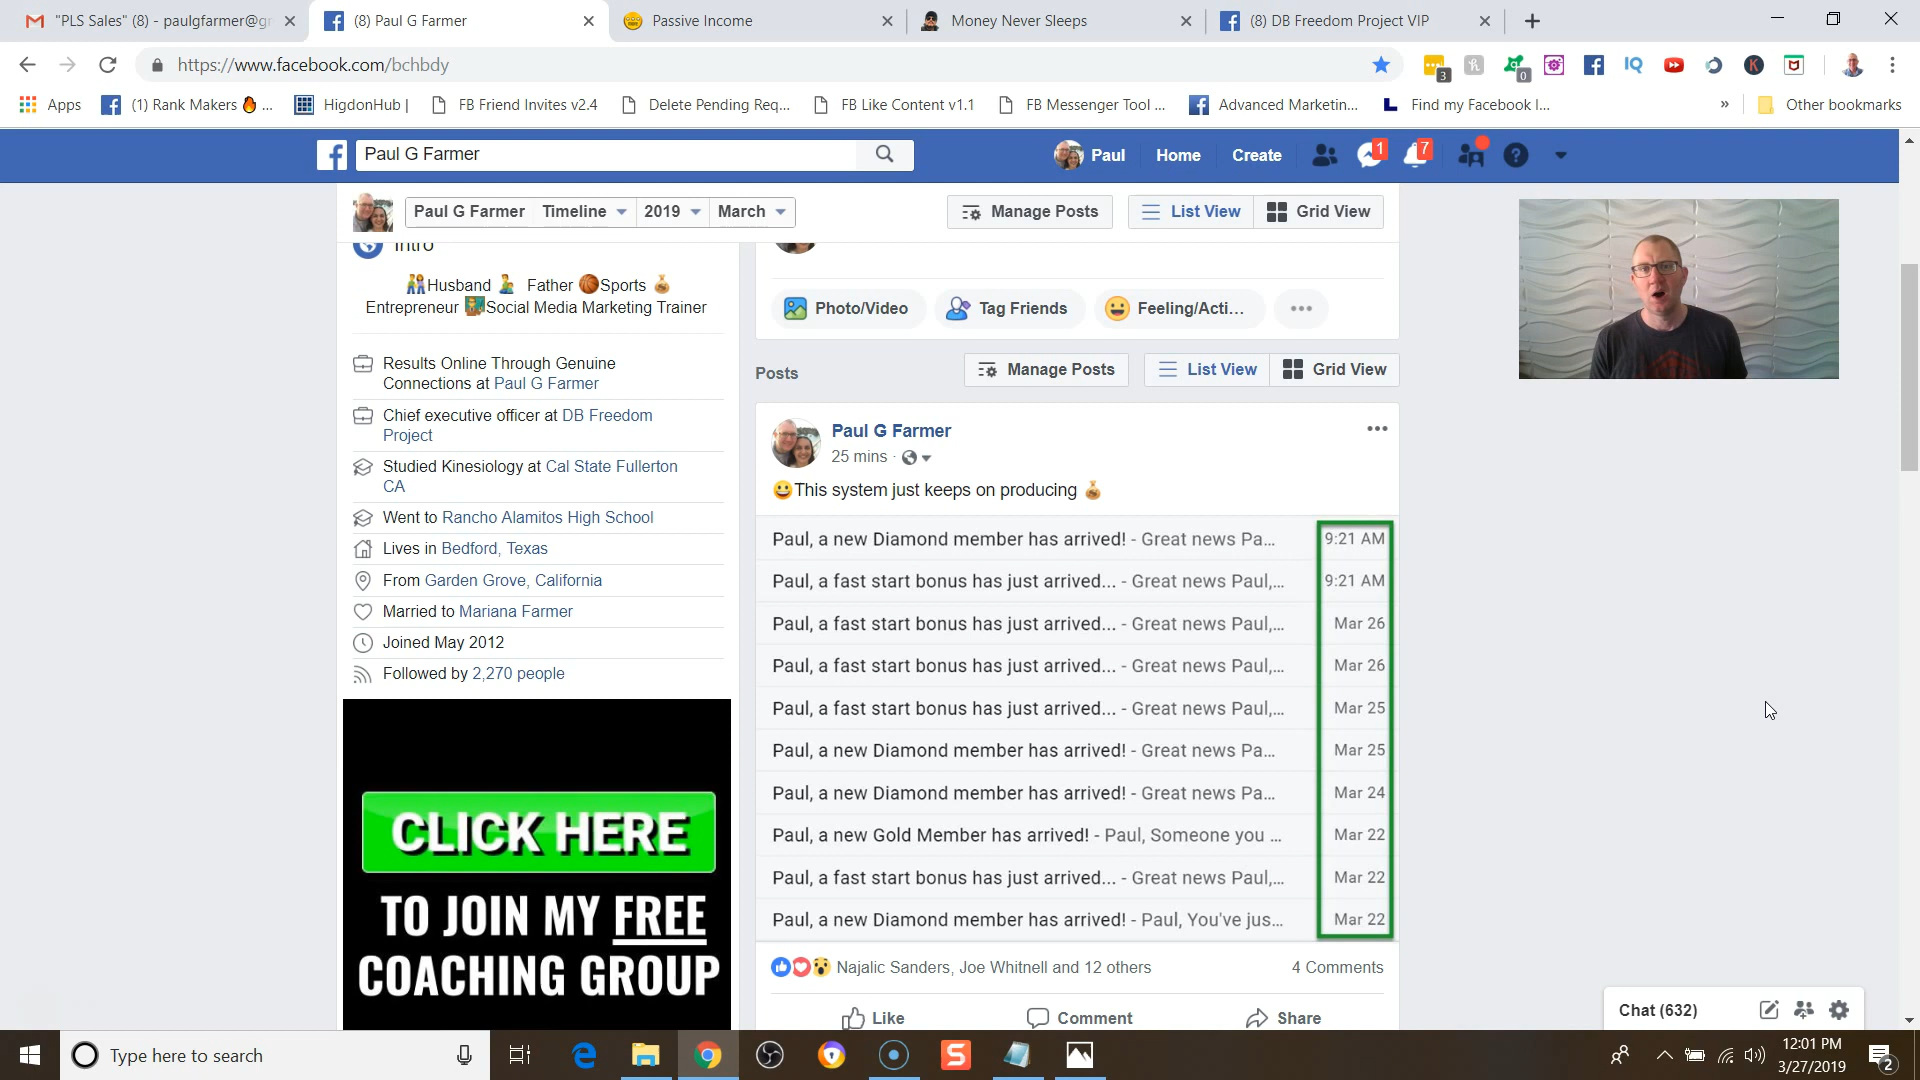 "PLS Sales" (8) - paulgfarmer@gr
(8) Paul G Farmer
Passive Income
Money Never Sleeps
(8) DB Freedom Project VIP
https://www.facebook.com/bchbdy
3
0
IQ
K
Apps
(1) Rank Makers 🔥 ...
HigdonHub |
FB Friend Invites v2.4
Delete Pending Req...
FB Like Content v1.1
FB Messenger Tool ...
Advanced Marketin...
L Find my Facebook I...
»
Other bookmarks
Paul G Farmer
Paul
Home
Create
1
7
Paul G Farmer
Timeline
2019
March
Manage Posts
List View
Grid View
Intro
👫Husband 👨‍👦 Father 🏀Sports 💰
Entrepreneur 👨‍🏫Social Media Marketing Trainer
Results Online Through Genuine
Connections at Paul G Farmer
Chief executive officer at DB Freedom
Project
Studied Kinesiology at Cal State Fullerton
CA
Went to Rancho Alamitos High School
Lives in Bedford, Texas
From Garden Grove, California
Married to Mariana Farmer
Joined May 2012
Followed by 2,270 people
CLICK HERE
TO JOIN MY FREE
COACHING GROUP
Photo/Video
Tag Friends
Feeling/Acti...
Posts
Manage Posts
List View
Grid View
Paul G Farmer
25 mins ·
😀This system just keeps on producing 💰
Paul, a new Diamond member has arrived! - Great news Pa... 9:21 AM
Paul, a fast start bonus has just arrived... - Great news Paul,... 9:21 AM
Paul, a fast start bonus has just arrived... - Great news Paul,... Mar 26
Paul, a fast start bonus has just arrived... - Great news Paul,... Mar 26
Paul, a fast start bonus has just arrived... - Great news Paul,... Mar 25
Paul, a new Diamond member has arrived! - Great news Pa... Mar 25
Paul, a new Diamond member has arrived! - Great news Pa... Mar 24
Paul, a new Gold Member has arrived! - Paul, Someone you ... Mar 22
Paul, a fast start bonus has just arrived... - Great news Paul,... Mar 22
Paul, a new Diamond member has arrived! - Paul, You've jus... Mar 22
Najalic Sanders, Joe Whitnell and 12 others
4 Comments
Like
Comment
Share
Chat (632)
Type here to search
12:01 PM
3/27/2019
2